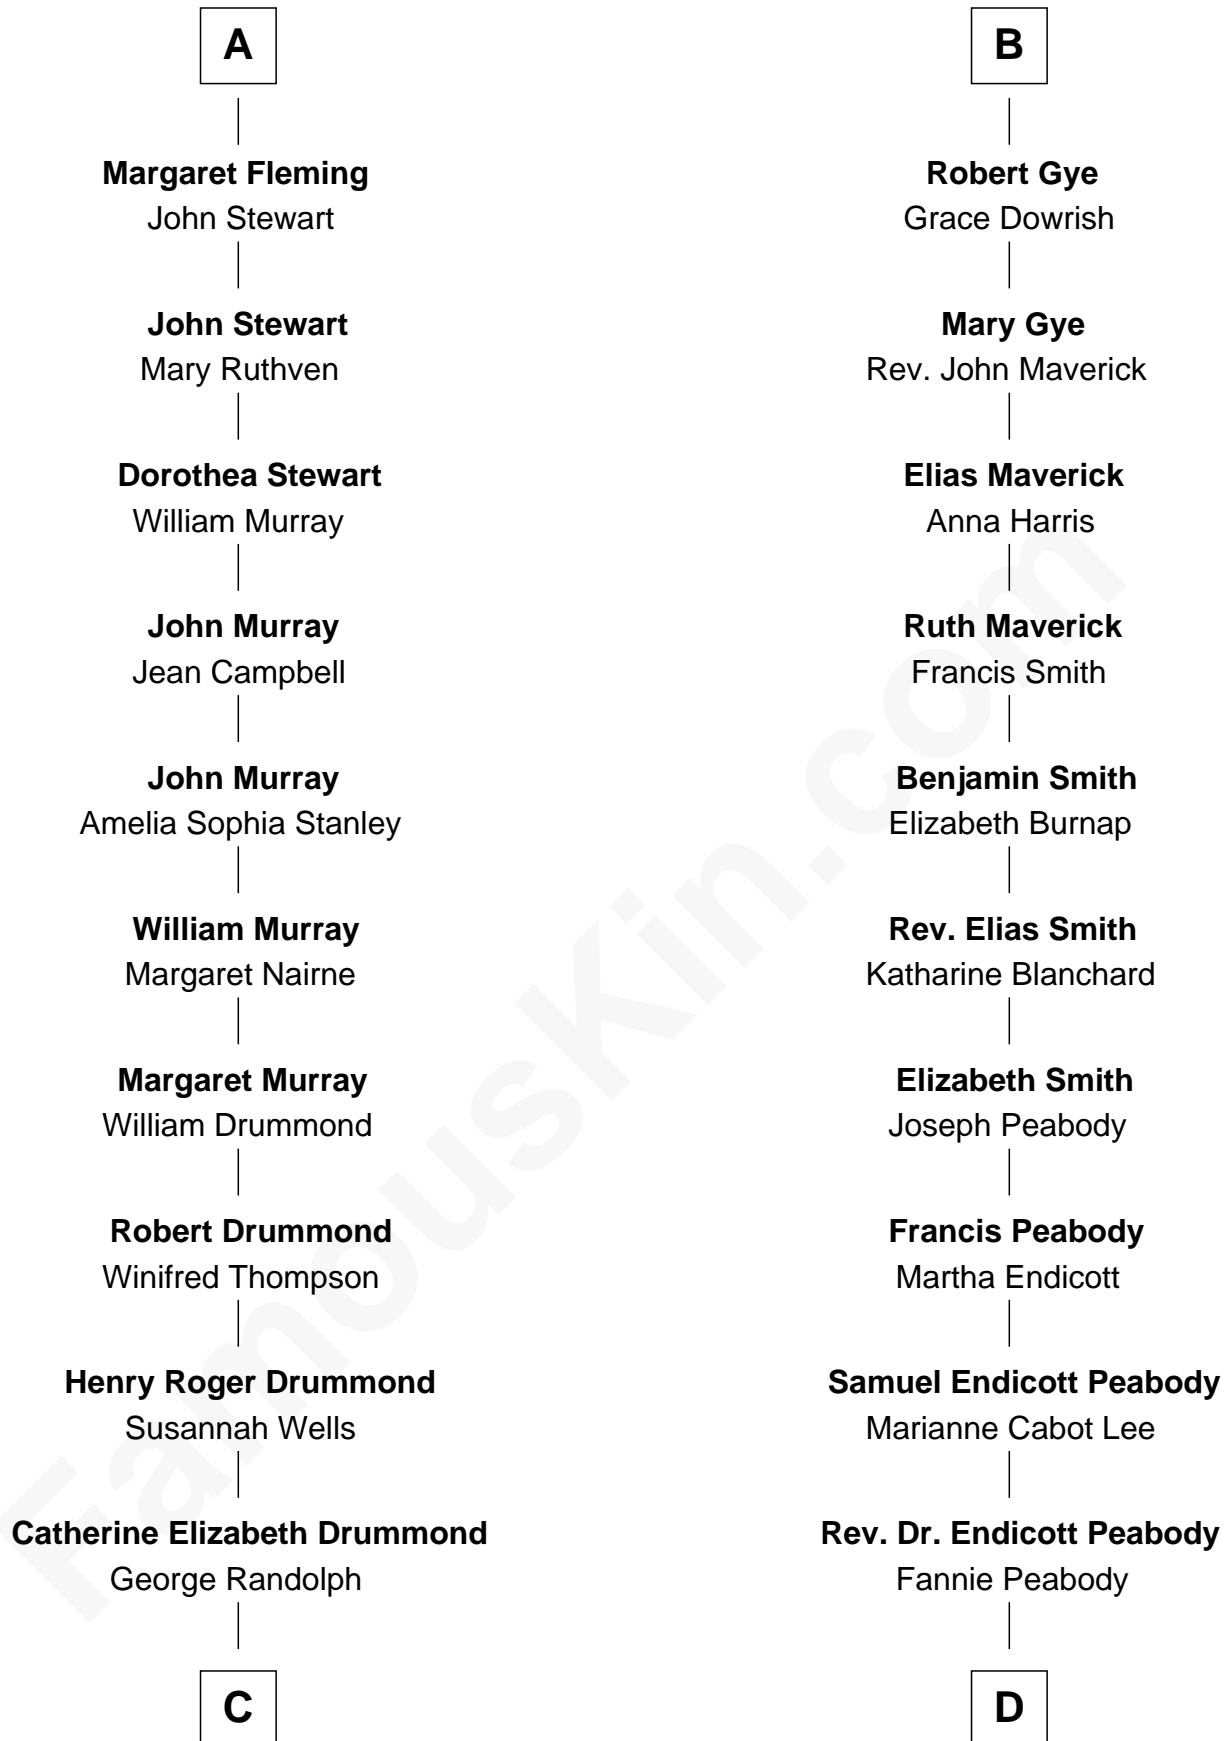 A
Margaret Fleming
John Stewart
John Stewart
Mary Ruthven
Dorothea Stewart
William Murray
John Murray
Jean Campbell
John Murray
Amelia Sophia Stanley
William Murray
Margaret Nairne
Margaret Murray
William Drummond
Robert Drummond
Winifred Thompson
Henry Roger Drummond
Susannah Wells
Catherine Elizabeth Drummond
George Randolph
C
B
Robert Gye
Grace Dowrish
Mary Gye
Rev. John Maverick
Elias Maverick
Anna Harris
Ruth Maverick
Francis Smith
Benjamin Smith
Elizabeth Burnap
Rev. Elias Smith
Katharine Blanchard
Elizabeth Smith
Joseph Peabody
Francis Peabody
Martha Endicott
Samuel Endicott Peabody
Marianne Cabot Lee
Rev. Dr. Endicott Peabody
Fannie Peabody
D
FamousKin.com